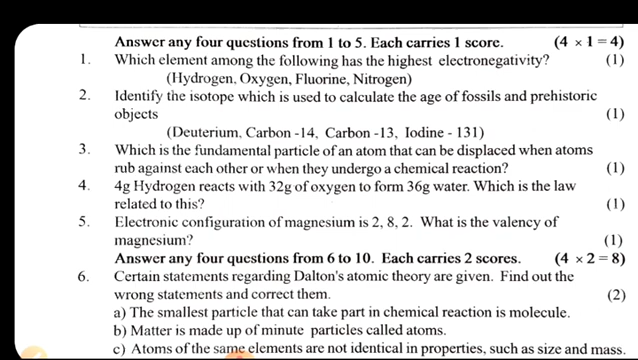 Answer any four questions from 1 to 5. Each carries 1 score. (4 × 1 = 4)
1. Which element among the following has the highest electronegativity? (1)
(Hydrogen, Oxygen, Fluorine, Nitrogen)
2. Identify the isotope which is used to calculate the age of fossils and prehistoric
objects (1)
(Deuterium, Carbon -14, Carbon -13, Iodine - 131)
3. Which is the fundamental particle of an atom that can be displaced when atoms
rub against each other or when they undergo a chemical reaction? (1)
4. 4g Hydrogen reacts with 32g of oxygen to form 36g water. Which is the law
related to this? (1)
5. Electronic configuration of magnesium is 2, 8, 2. What is the valency of
magnesium? (1)
Answer any four questions from 6 to 10. Each carries 2 scores. (4 × 2 = 8)
6. Certain statements regarding Dalton's atomic theory are given. Find out the
wrong statements and correct them. (2)
a) The smallest particle that can take part in chemical reaction is molecule.
b) Matter is made up of minute particles called atoms.
c) Atoms of the same elements are not identical in properties, such as size and mass.